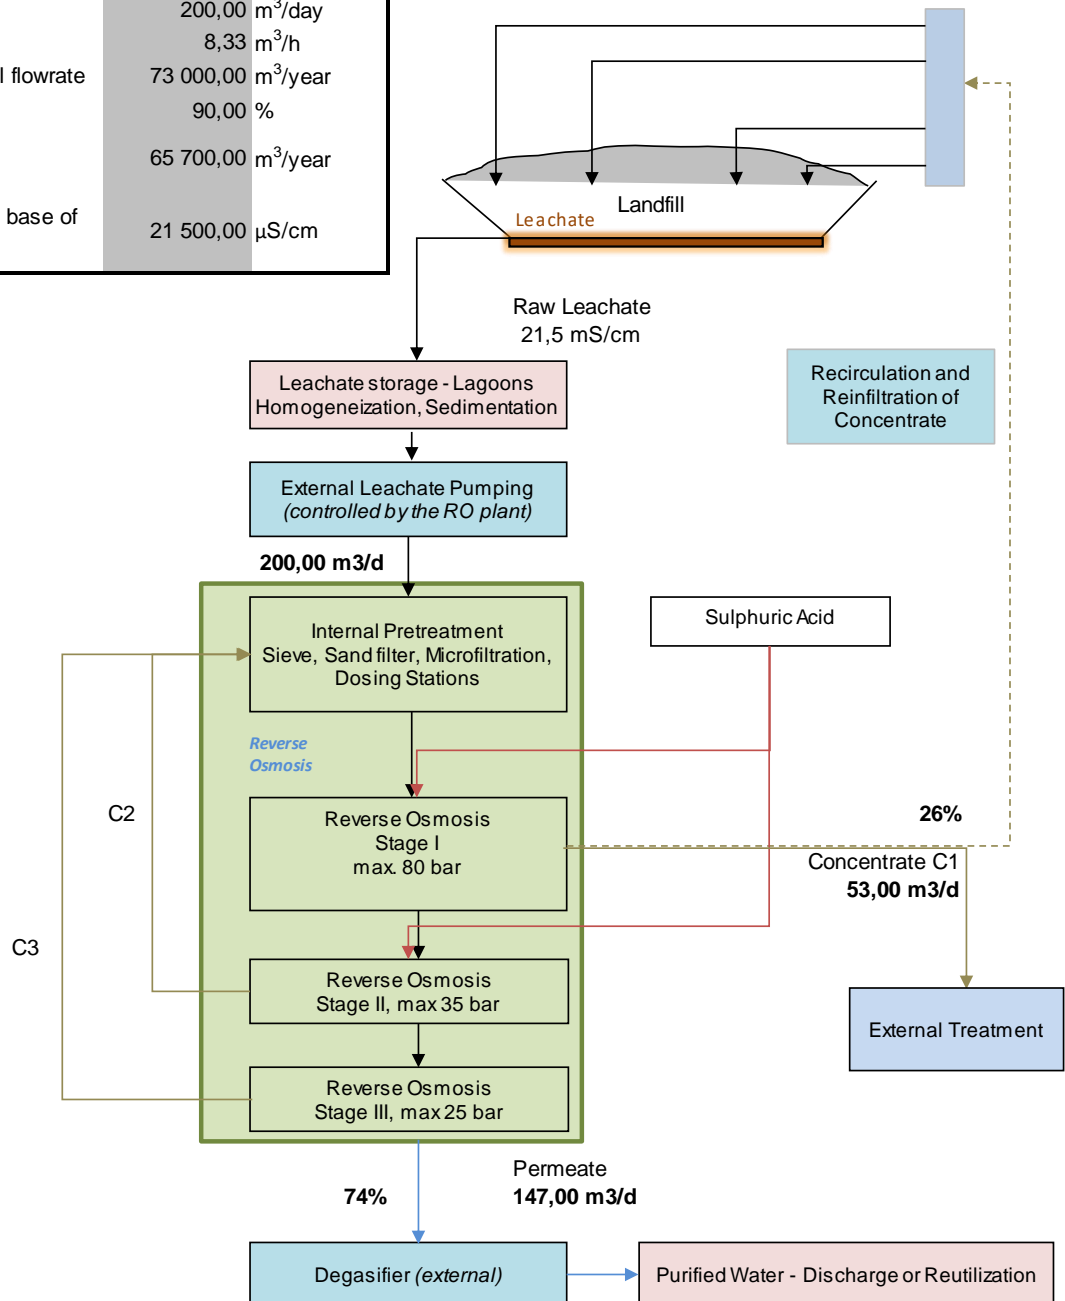 200,00 m3/day
8,33 m3/h
l flowrate 73 000,00 m3/year
90,00 %
65 700,00 m3/year
base of
21 500,00 µS/cm
Landfill
Leachate
Raw Leachate
21,5 mS/cm
Leachate storage - Lagoons
Homogeneization, Sedimentation
Recirculation and
Reinfiltration of
Concentrate
External Leachate Pumping
(controlled by the RO plant)
200,00 m3/d
Internal Pretreatment
Sieve, Sand filter, Microfiltration,
Dosing Stations
Sulphuric Acid
Reverse
Osmosis
C2
Reverse Osmosis
Stage I
max. 80 bar
26%
Concentrate C1
53,00 m3/d
C3
Reverse Osmosis
Stage II, max 35 bar
External Treatment
Reverse Osmosis
Stage III, max 25 bar
Permeate
74%
147,00 m3/d
Degasifier (external)
Purified Water - Discharge or Reutilization